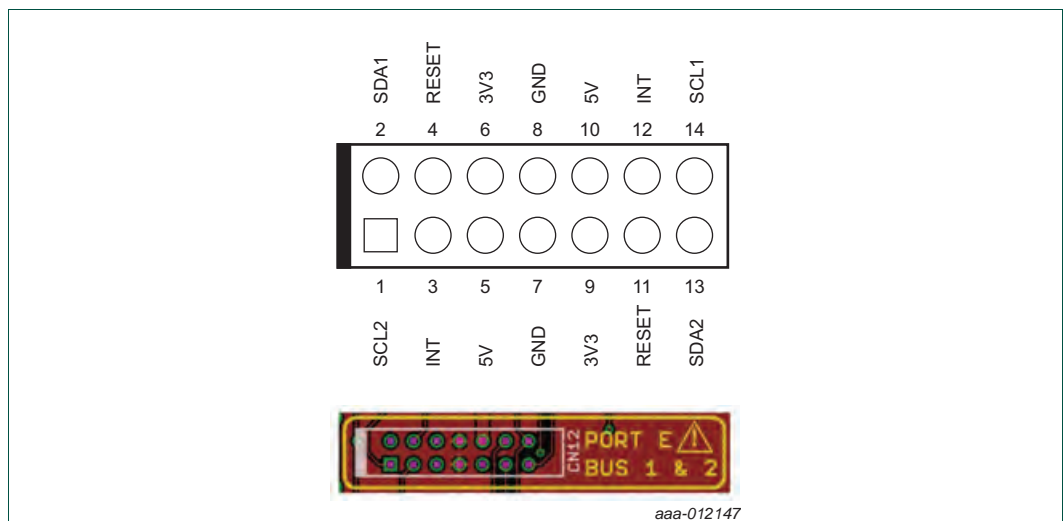 SDA1 RESET 3V3 GND 5V INT SCL1
2 4 6 8 10 12 14
1 3 5 7 9 11 13
SCL2 INT 5V GND 3V3 RESET SDA2
CN12
PORT E
BUS 1 & 2
aaa-012147